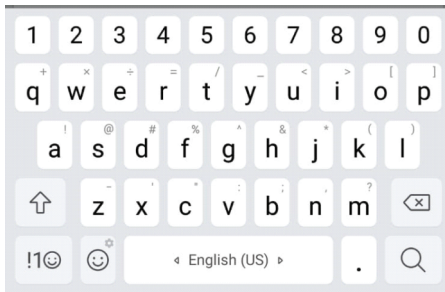 1 2 3 4 5 6 7 8 9 0
+ × ÷ = / _ < > [ ]
q w e r t y u i o p
! @ # % ^ & * ( )
a s d f g h j k l
- ' " : ; , ?
z x c v b n m
!1☺ English (US) .